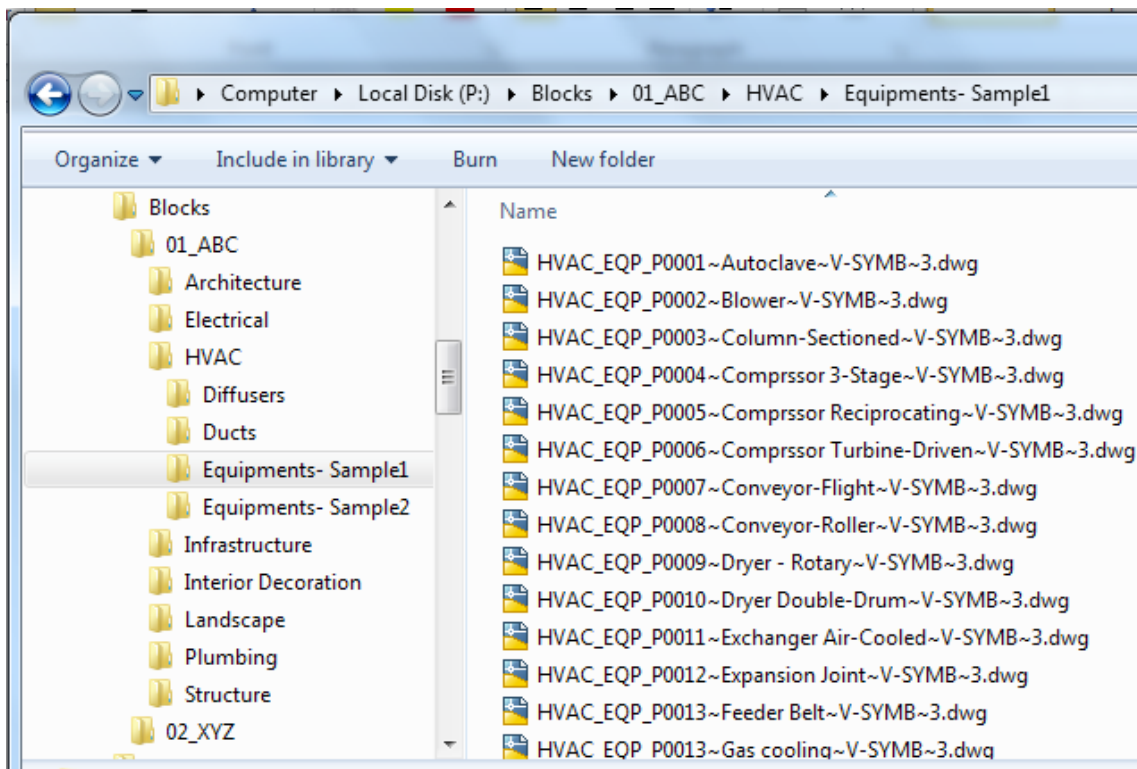 Computer Local Disk (P:) Blocks 01_ABC HVAC Equipments- Sample1
Organize Include in library Burn New folder
Blocks
01_ABC
Architecture
Electrical
HVAC
Diffusers
Ducts
Equipments- Sample1
Equipments- Sample2
Infrastructure
Interior Decoration
Landscape
Plumbing
Structure
02_XYZ
Name
HVAC_EQP_P0001~Autoclave~V-SYMB~3.dwg
HVAC_EQP_P0002~Blower~V-SYMB~3.dwg
HVAC_EQP_P0003~Column-Sectioned~V-SYMB~3.dwg
HVAC_EQP_P0004~Comprssor 3-Stage~V-SYMB~3.dwg
HVAC_EQP_P0005~Comprssor Reciprocating~V-SYMB~3.dwg
HVAC_EQP_P0006~Comprssor Turbine-Driven~V-SYMB~3.dwg
HVAC_EQP_P0007~Conveyor-Flight~V-SYMB~3.dwg
HVAC_EQP_P0008~Conveyor-Roller~V-SYMB~3.dwg
HVAC_EQP_P0009~Dryer - Rotary~V-SYMB~3.dwg
HVAC_EQP_P0010~Dryer Double-Drum~V-SYMB~3.dwg
HVAC_EQP_P0011~Exchanger Air-Cooled~V-SYMB~3.dwg
HVAC_EQP_P0012~Expansion Joint~V-SYMB~3.dwg
HVAC_EQP_P0013~Feeder Belt~V-SYMB~3.dwg
HVAC_EQP_P0013~Gas cooling~V-SYMB~3.dwg